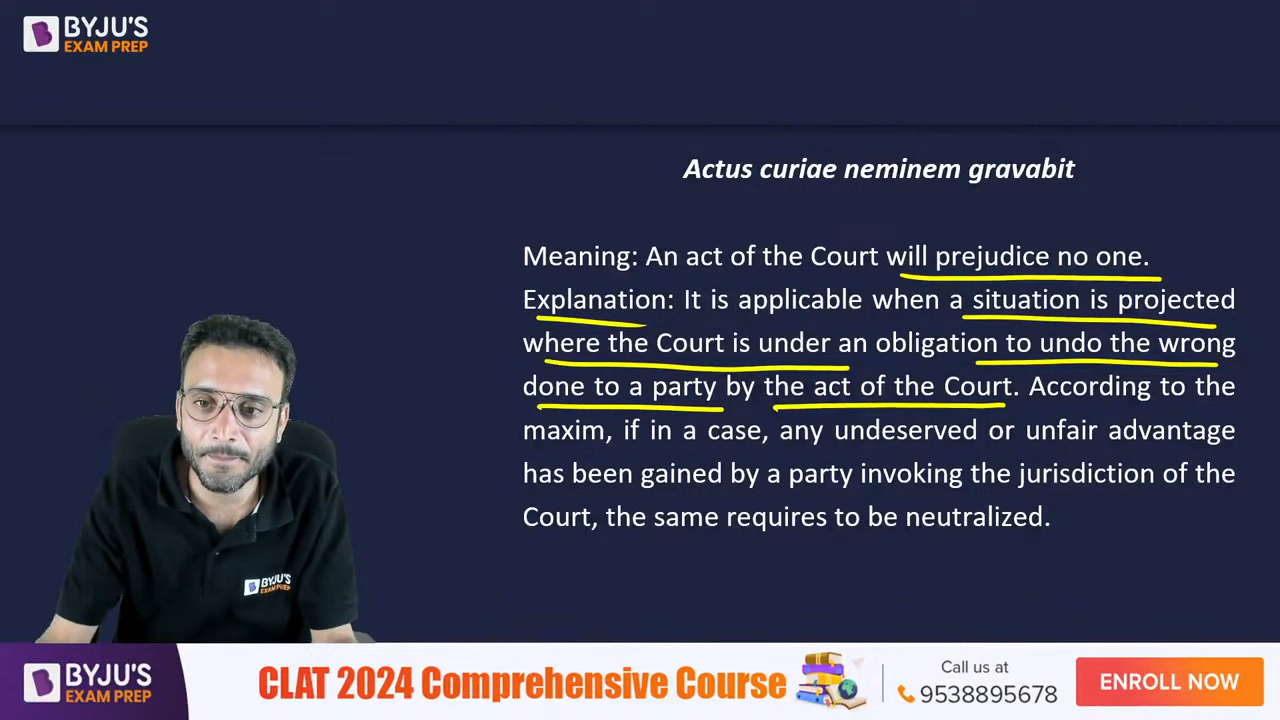 BYJU'S
EXAM PREP
Actus curiae neminem gravabit
Meaning: An act of the Court will prejudice no one.
Explanation: It is applicable when a situation is projected
where the Court is under an obligation to undo the wrong
done to a party by the act of the Court. According to the
maxim, if in a case, any undeserved or unfair advantage
has been gained by a party invoking the jurisdiction of the
Court, the same requires to be neutralized.
BYJU'S
EXAM PREP
BYJU'S
EXAM PREP
CLAT 2024 Comprehensive Course
Call us at
9538895678
ENROLL NOW